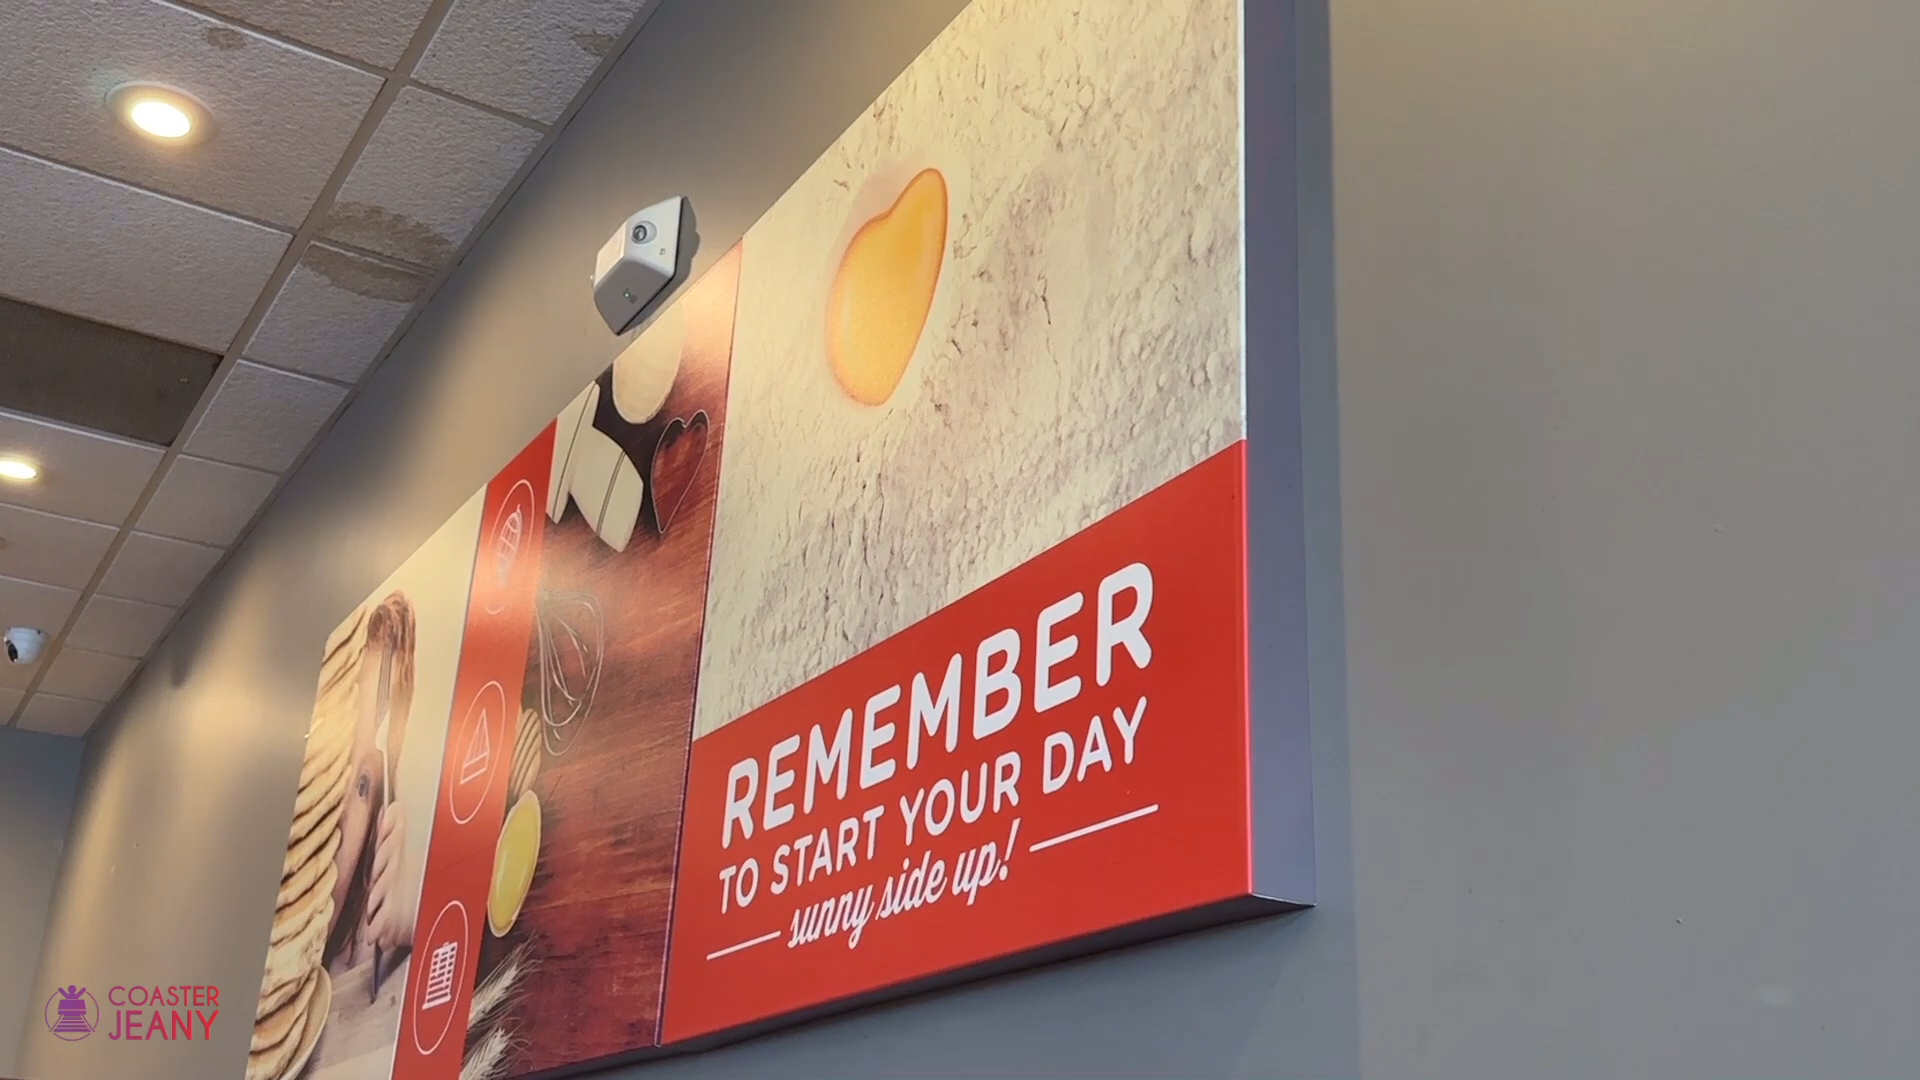 REMEMBER
TO START YOUR DAY
sunny side up!
COASTER
JEANY